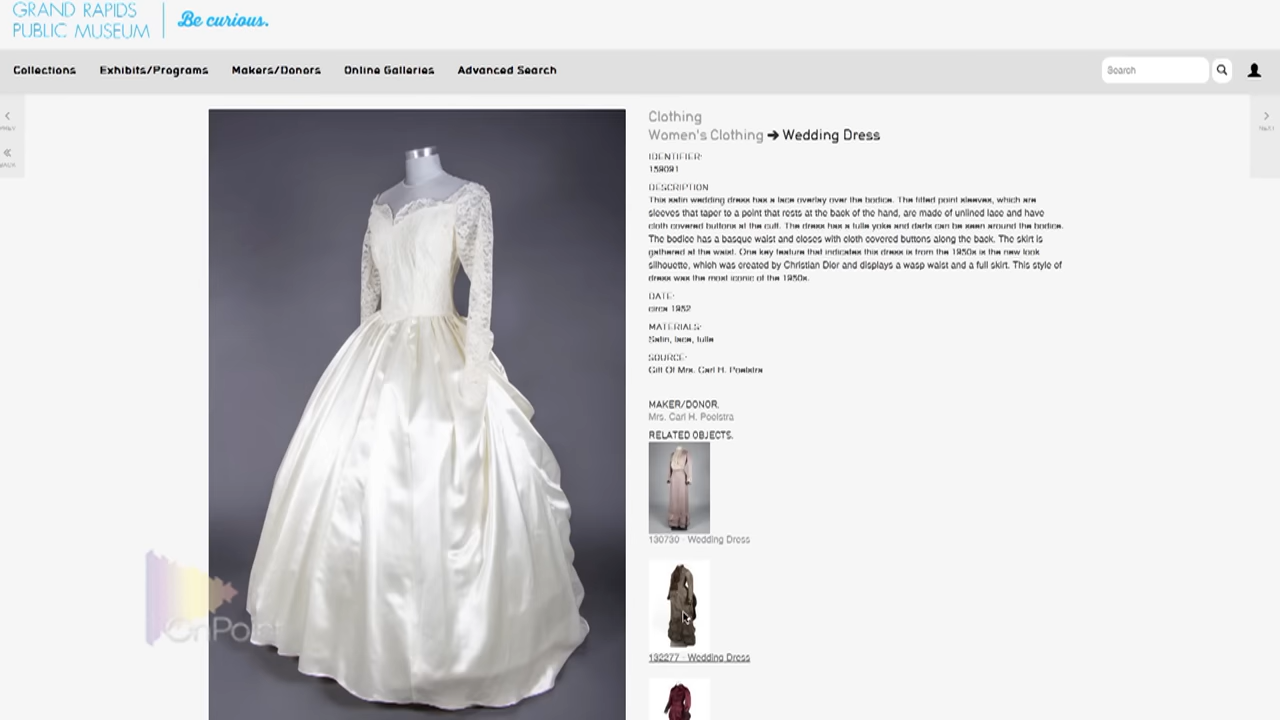 GRAND RAPIDS
PUBLIC MUSEUM
Be curious.
Collections
Exhibits/Programs
Makers/Donors
Online Galleries
Advanced Search
Search
Clothing
Women's Clothing ➔ Wedding Dress
IDENTIFIER:
159091
DESCRIPTION
This satin wedding dress has a lace overlay over the bodice. The fitted point sleeves, which are
sleeves that taper to a point that rests at the back of the hand, are made of unlined lace and have
cloth covered buttons at the cuff. The dress has a tulle yoke and darts can be seen around the bodice.
The bodice has a basque waist and closes with cloth covered buttons along the back. The skirt is
gathered at the waist. One key feature that indicates this dress is from the 1950s is the new look
silhouette, which was created by Christian Dior and displays a wasp waist and a full skirt. This style of
dress was the most iconic of the 1950s.
DATE:
circa 1952
MATERIALS:
Satin, lace, tulle
SOURCE:
Gift Of Mrs. Carl H. Poelstra
MAKER/DONOR
Mrs. Carl H. Poelstra
RELATED OBJECTS
130730 - Wedding Dress
132277 - Wedding Dress
OnPoint